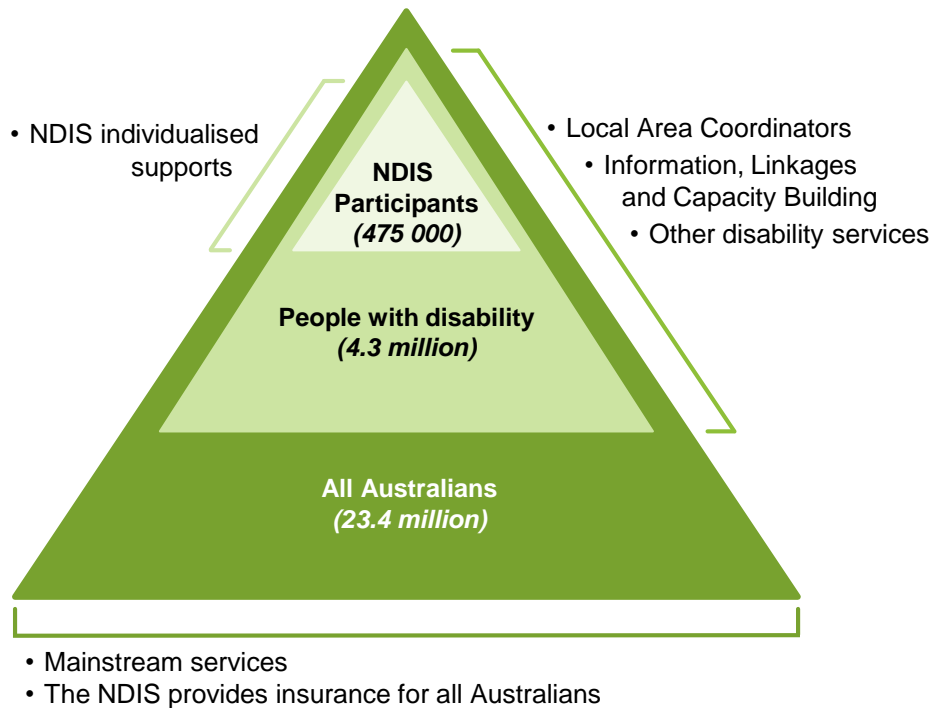 • NDIS individualised
supports
• Local Area Coordinators
• Information, Linkages
and Capacity Building
• Other disability services
NDIS
Participants
(475 000)
People with disability
(4.3 million)
All Australians
(23.4 million)
• Mainstream services
• The NDIS provides insurance for all Australians